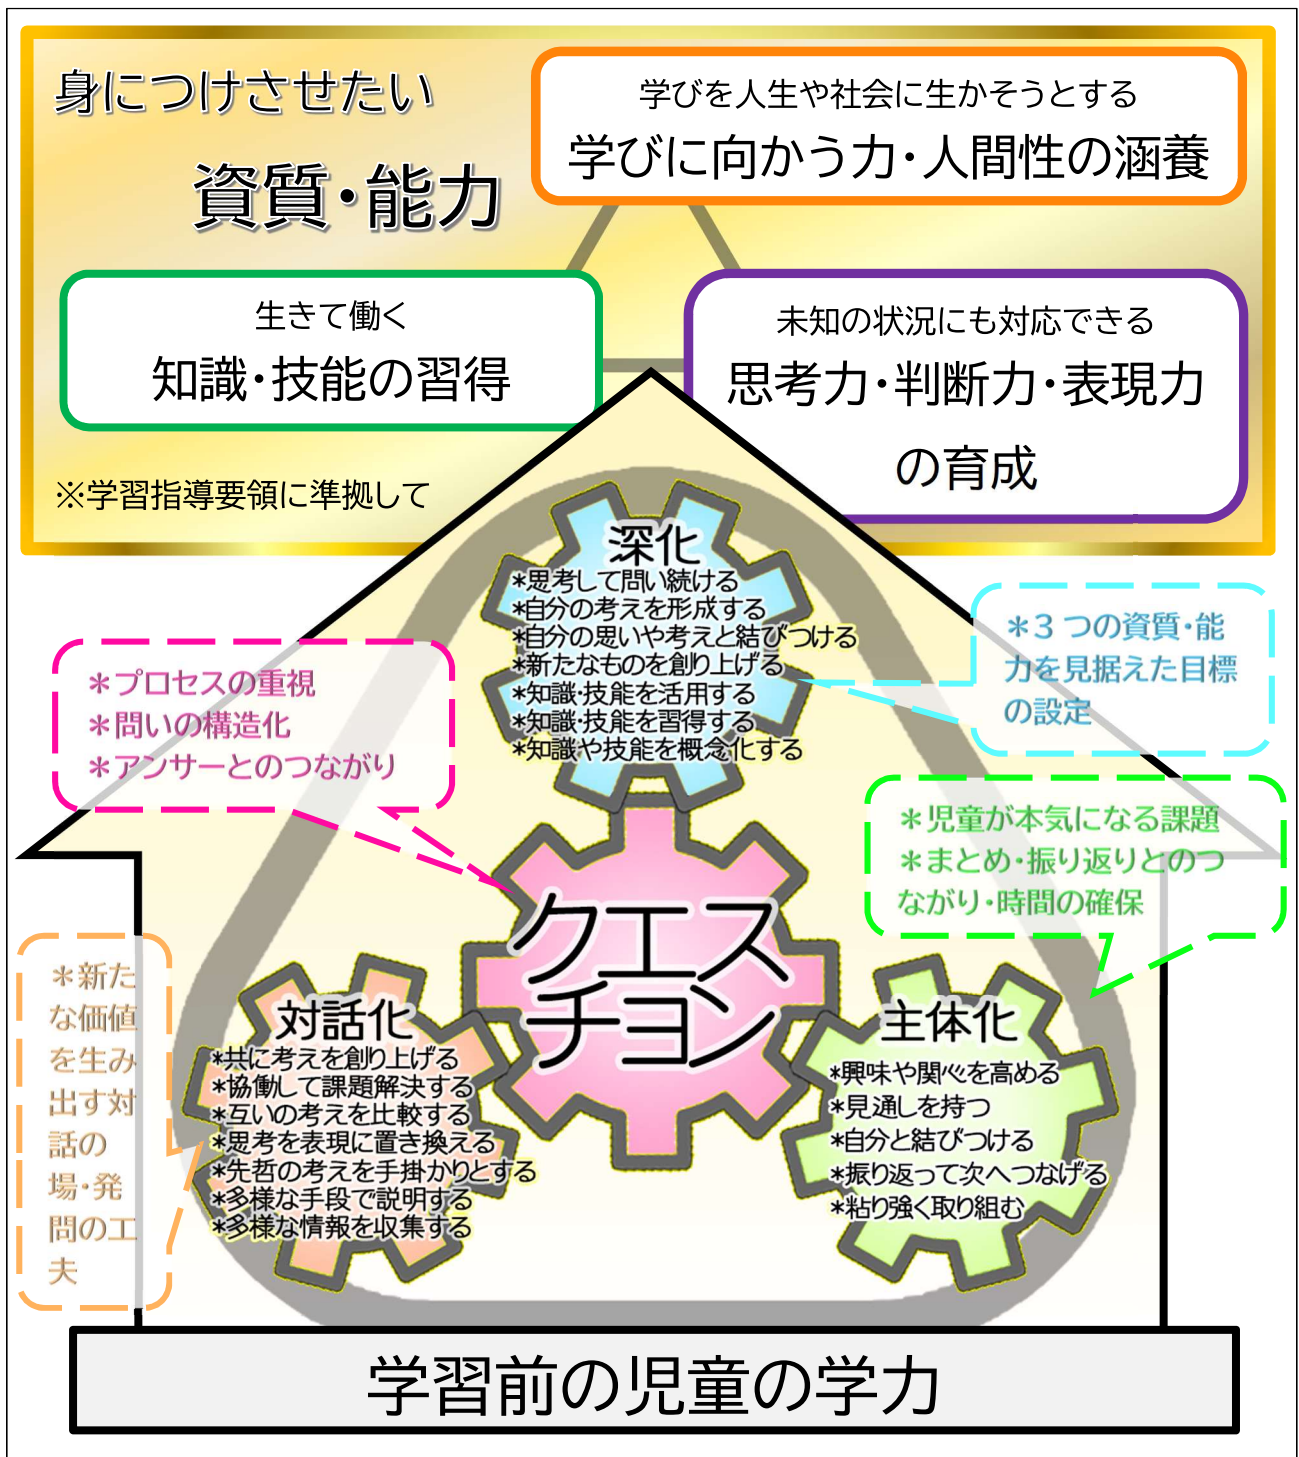 身につけさせたい
資質・能力
学びを人生や社会に生かそうとする
学びに向かう力・人間性の涵養
生きて働く
知識・技能の習得
未知の状況にも対応できる
思考力・判断力・表現力
の育成
※学習指導要領に準拠して
深化
*思考して問い続ける
*自分の考えを形成する
*自分の思いや考えと結びつける
*新たなものを創り上げる
*知識・技能を活用する
*知識・技能を習得する
*知識や技能を概念化する
＊3 つの資質・能
力を見据えた目標
の設定
＊プロセスの重視
＊問いの構造化
＊アンサーとのつながり
＊児童が本気になる課題
＊まとめ・振り返りとのつ
ながり・時間の確保
クエス
チョン
＊新た
な価値
を生み
出す対
話の
場・発
問の工
夫
対話化
*共に考えを創り上げる
*協働して課題解決する
*互いの考えを比較する
*思考を表現に置き換える
*先哲の考えを手掛かりとする
*多様な手段で説明する
*多様な情報を収集する
主体化
*興味や関心を高める
*見通しを持つ
*自分と結びつける
*振り返って次へつなげる
*粘り強く取り組む
学習前の児童の学力